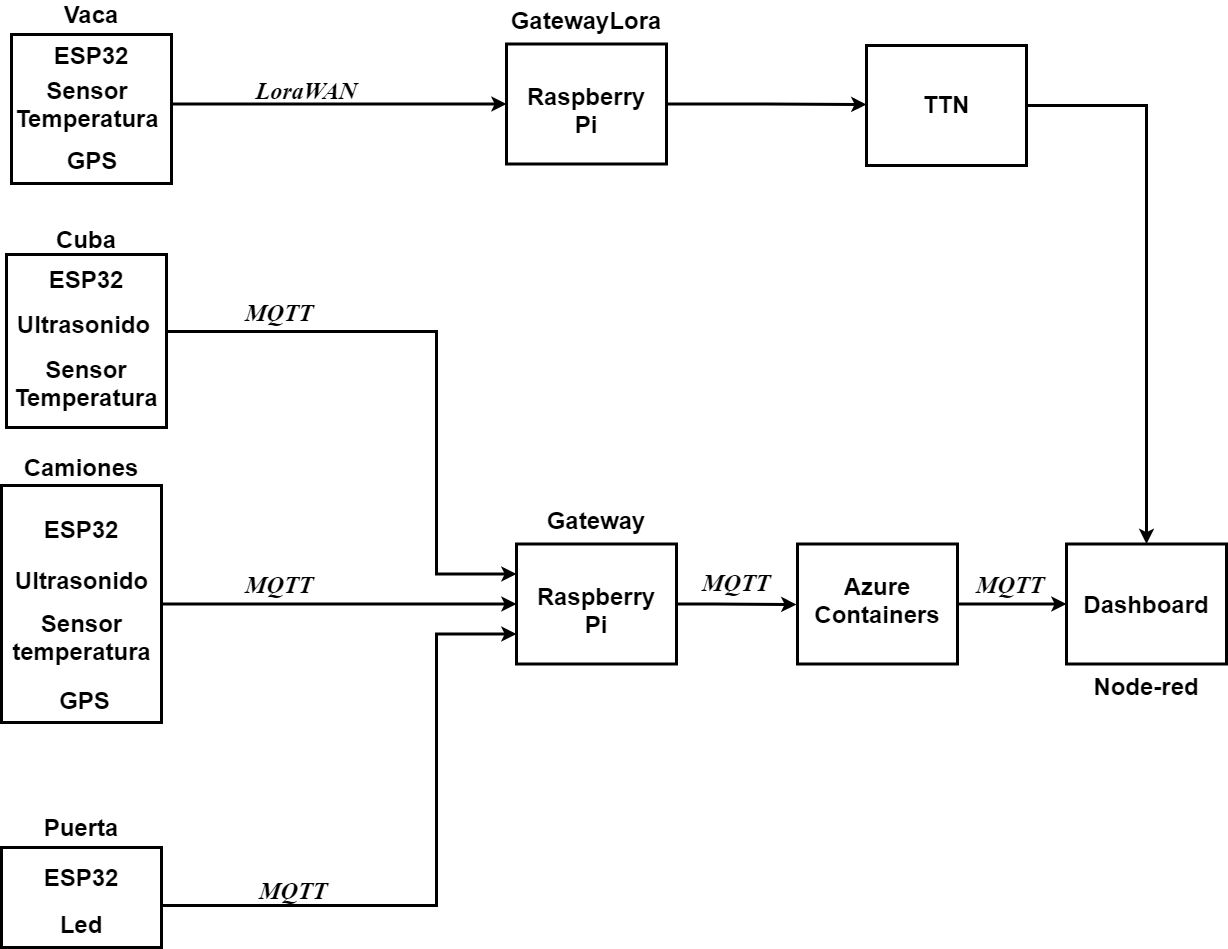 Vaca
ESP32
Sensor
Temperatura
GPS
LoraWAN
GatewayLora
Raspberry
Pi
TTN
Cuba
ESP32
Ultrasonido
Sensor
Temperatura
MQTT
Camiones
ESP32
Ultrasonido
Sensor
temperatura
GPS
MQTT
Gateway
Raspberry
Pi
MQTT
Azure
Containers
MQTT
Dashboard
Node-red
Puerta
ESP32
Led
MQTT